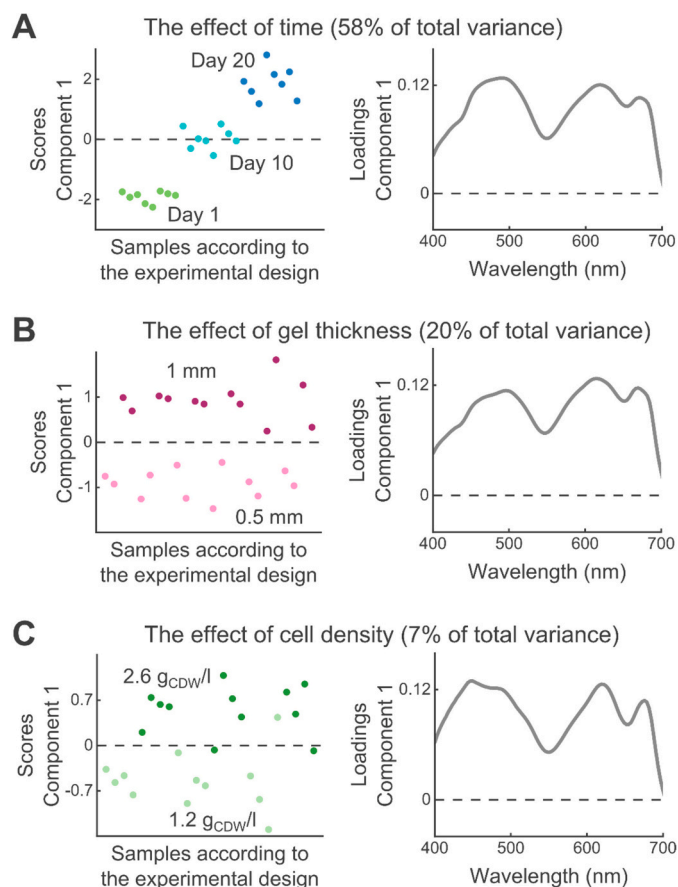 A
The effect of time (58% of total variance)
Scores
Component 1
2
0
-2
Day 20
Day 10
Day 1
Samples according to
the experimental design
Loadings
Component 1
0.12
0
400 500 600 700
Wavelength (nm)
B
The effect of gel thickness (20% of total variance)
Scores
Component 1
1
0
-1
1 mm
0.5 mm
Samples according to
the experimental design
Loadings
Component 1
0.12
0
400 500 600 700
Wavelength (nm)
C
The effect of cell density (7% of total variance)
Scores
Component 1
0.7
0
-0.7
2.6 gCDW/l
1.2 gCDW/l
Samples according to
the experimental design
Loadings
Component 1
0.12
0
400 500 600 700
Wavelength (nm)